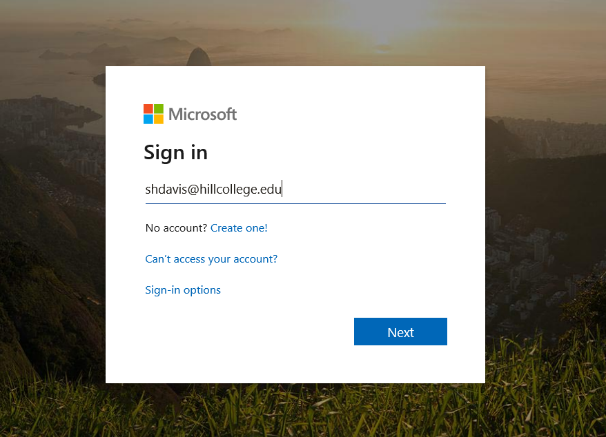 Microsoft
Sign in
shdavis@hillcollege.edu
No account? Create one!
Can't access your account?
Sign-in options
Next